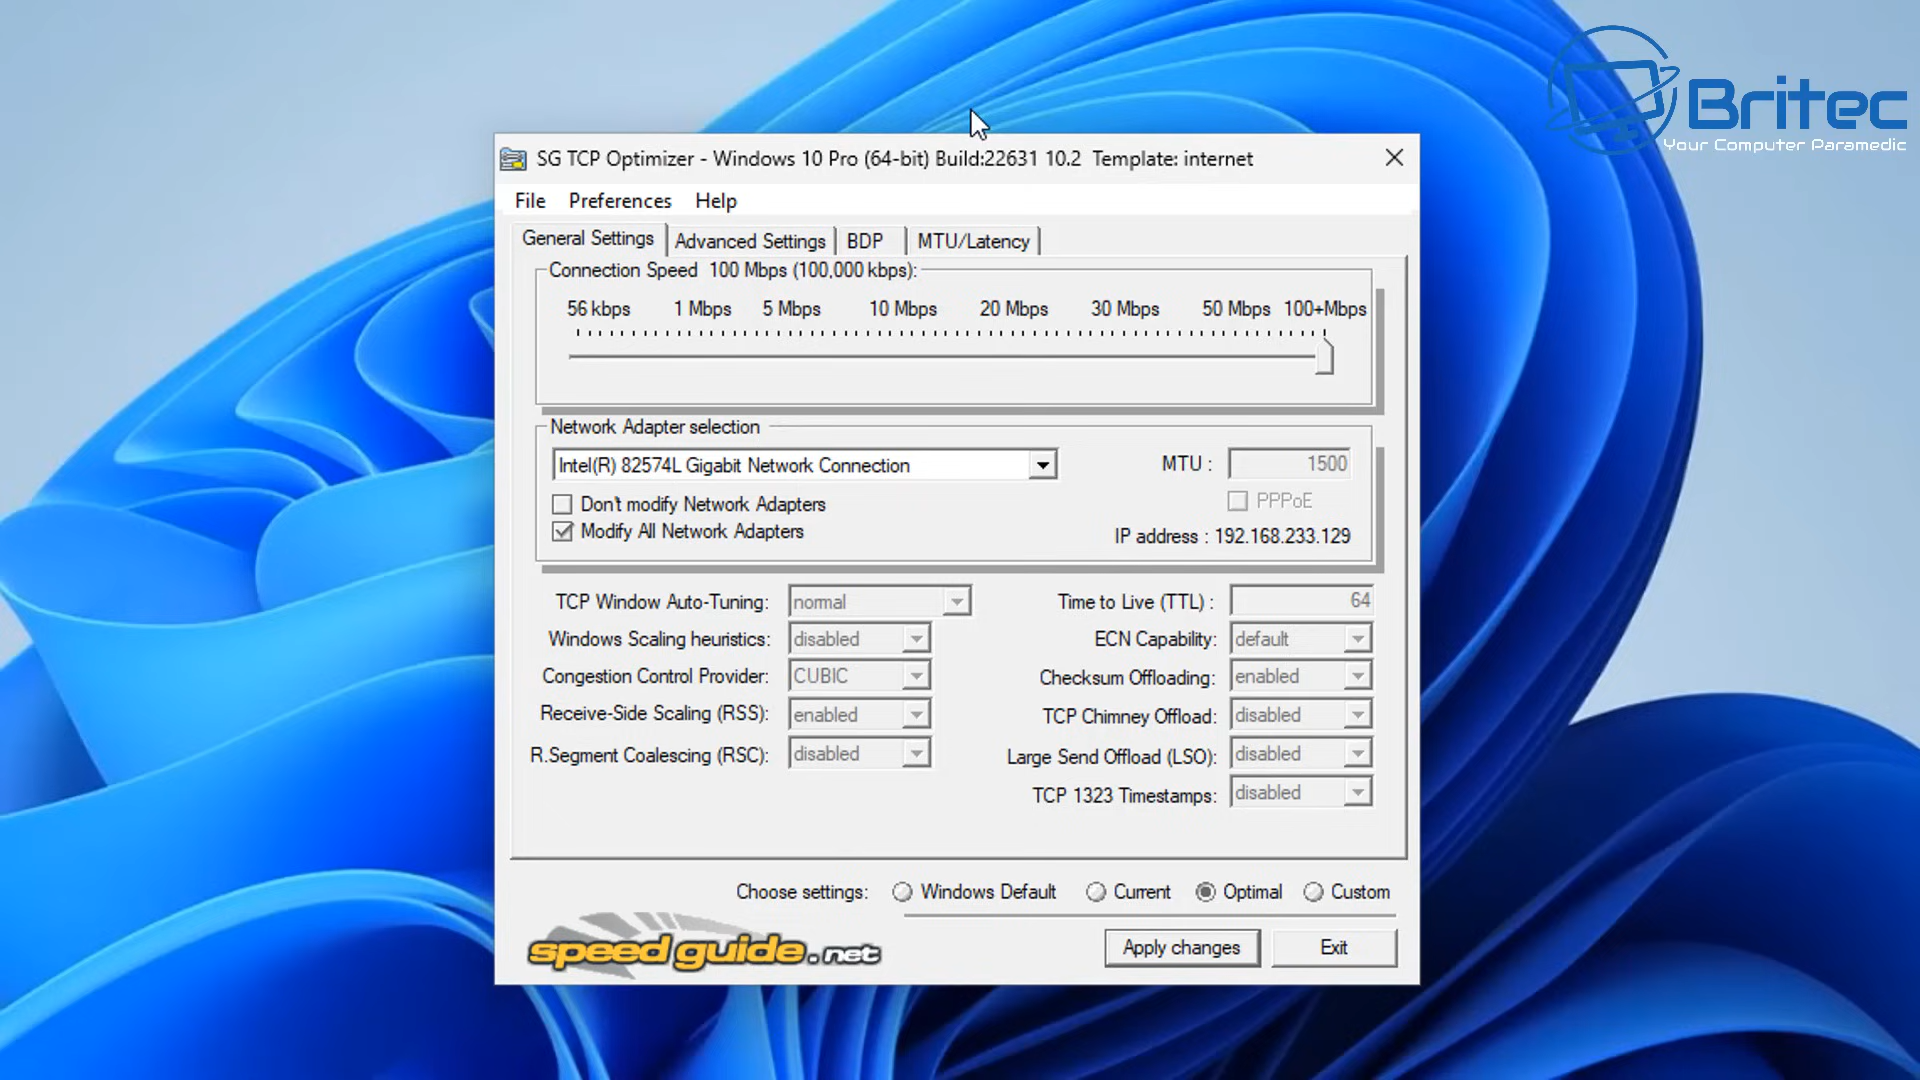 Britec
Your Computer Paramedic
SG TCP Optimizer - Windows 10 Pro (64-bit) Build:22631 10.2 Template: internet
File Preferences Help
General Settings Advanced Settings BDP MTU/Latency
Connection Speed 100 Mbps (100,000 kbps):
56 kbps 1 Mbps 5 Mbps 10 Mbps 20 Mbps 30 Mbps 50 Mbps 100+Mbps
Network Adapter selection
Intel(R) 82574L Gigabit Network Connection
MTU : 1500
Don't modify Network Adapters
PPPoE
Modify All Network Adapters
IP address : 192.168.233.129
TCP Window Auto-Tuning: normal
Time to Live (TTL) : 64
Windows Scaling heuristics: disabled
ECN Capability: default
Congestion Control Provider: CUBIC
Checksum Offloading: enabled
Receive-Side Scaling (RSS): enabled
TCP Chimney Offload: disabled
R.Segment Coalescing (RSC): disabled
Large Send Offload (LSO): disabled
TCP 1323 Timestamps: disabled
Choose settings: Windows Default Current Optimal Custom
speed guide.net
Apply changes Exit